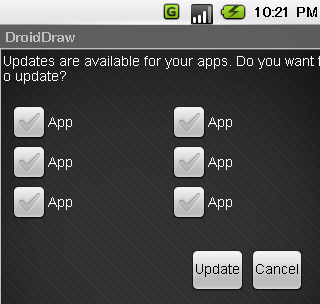 G 10:21 PM
DroidDraw
Updates are available for your apps. Do you want t
o update?
App App
App App
App App
Update Cancel